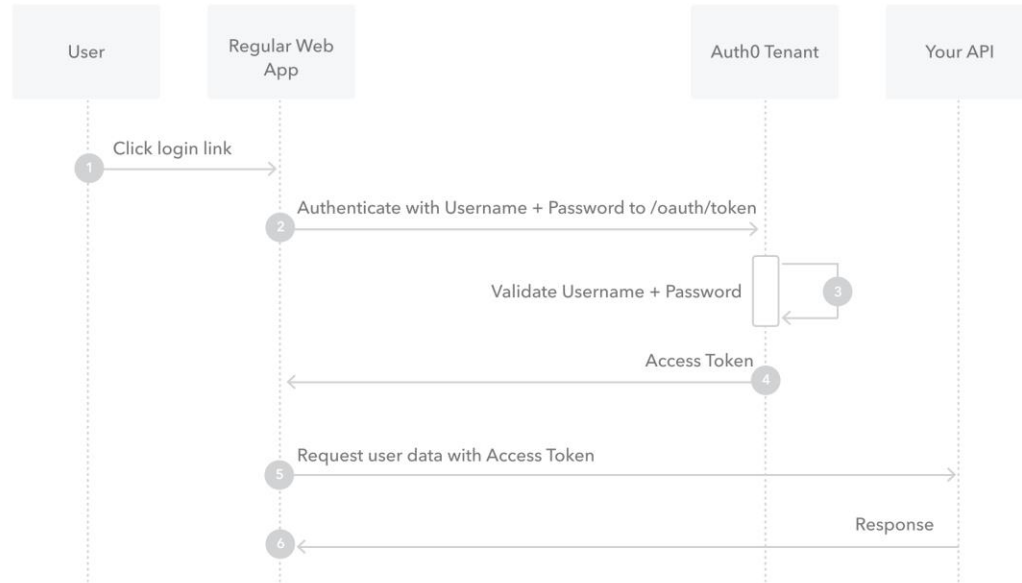 User
Regular Web
App
Auth0 Tenant
Your API
Click login link
1
Authenticate with Username + Password to /oauth/token
2
Validate Username + Password
3
Access Token
4
Request user data with Access Token
5
Response
6